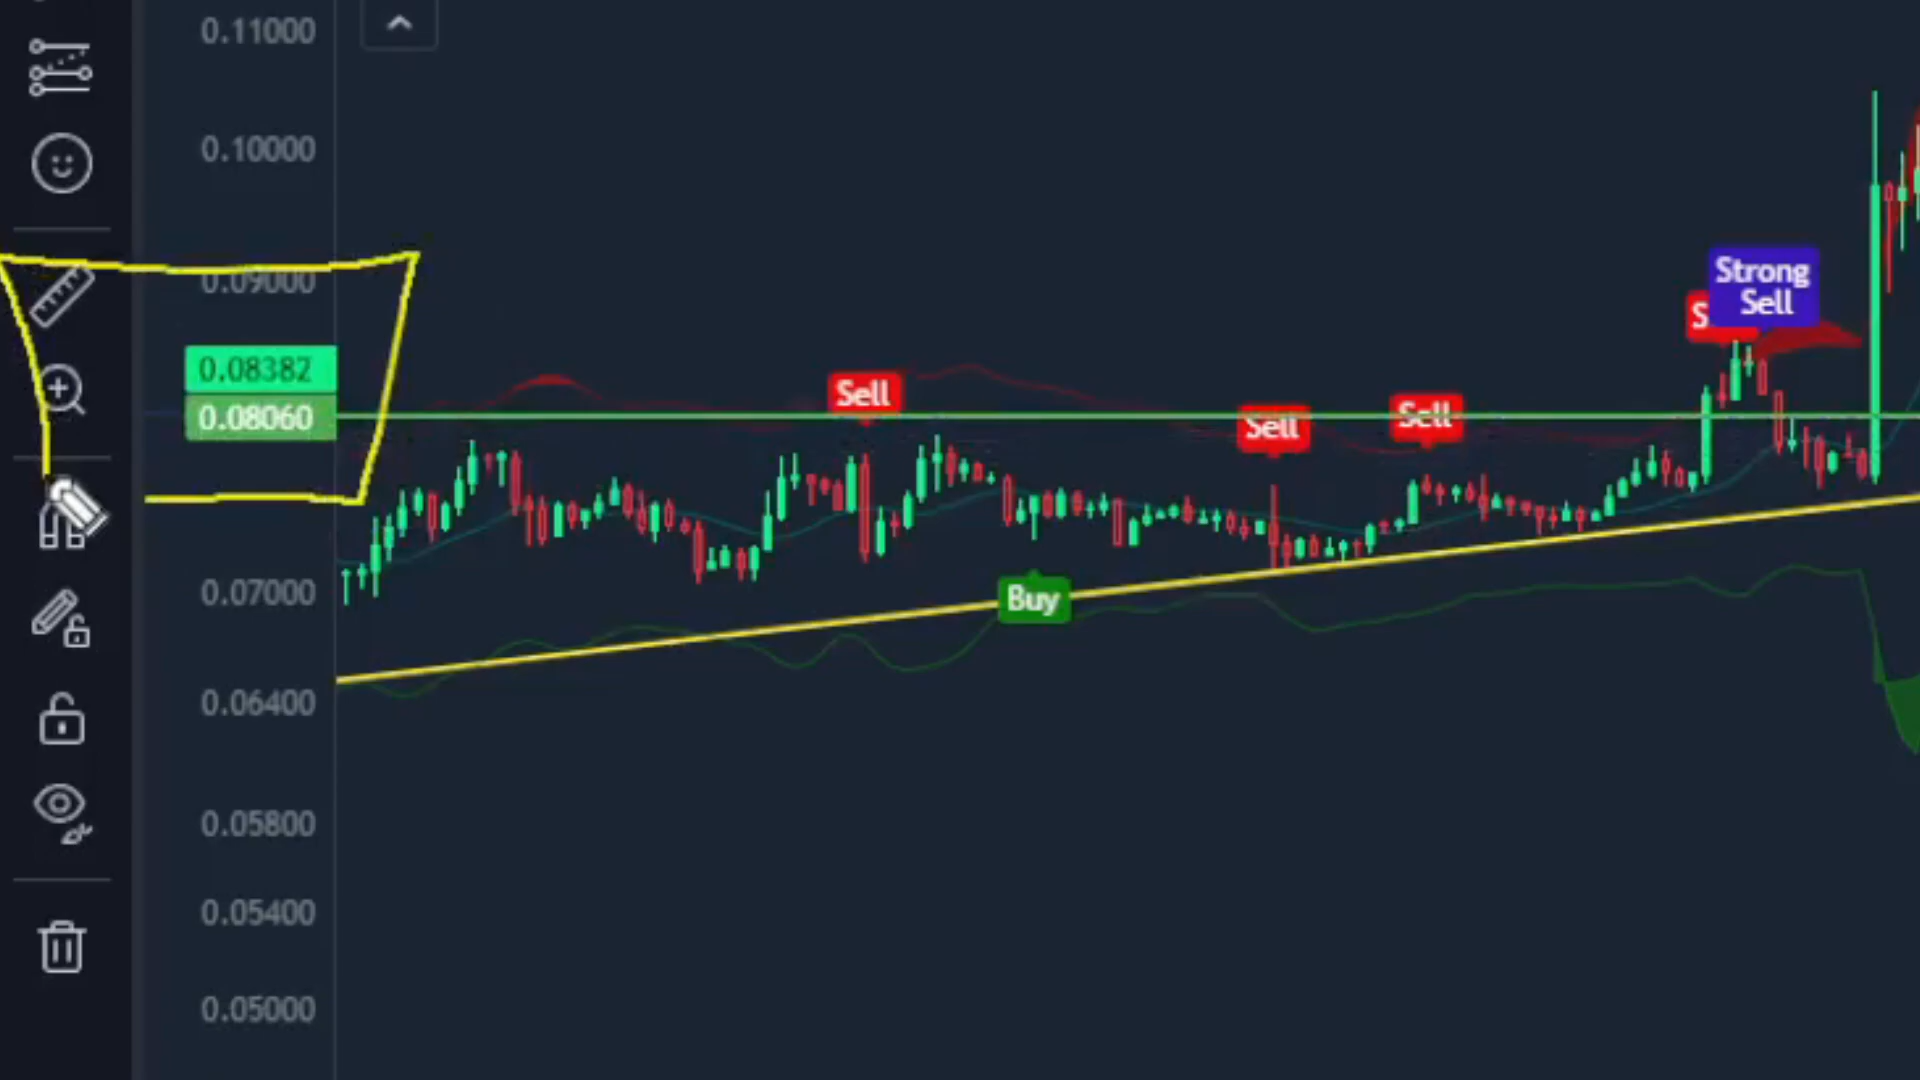 0.11000
0.10000
0.09000
0.08382
0.08060
0.07000
0.06400
0.05800
0.05400
0.05000
Sell
Sell
Sell
S
Strong
Sell
Buy